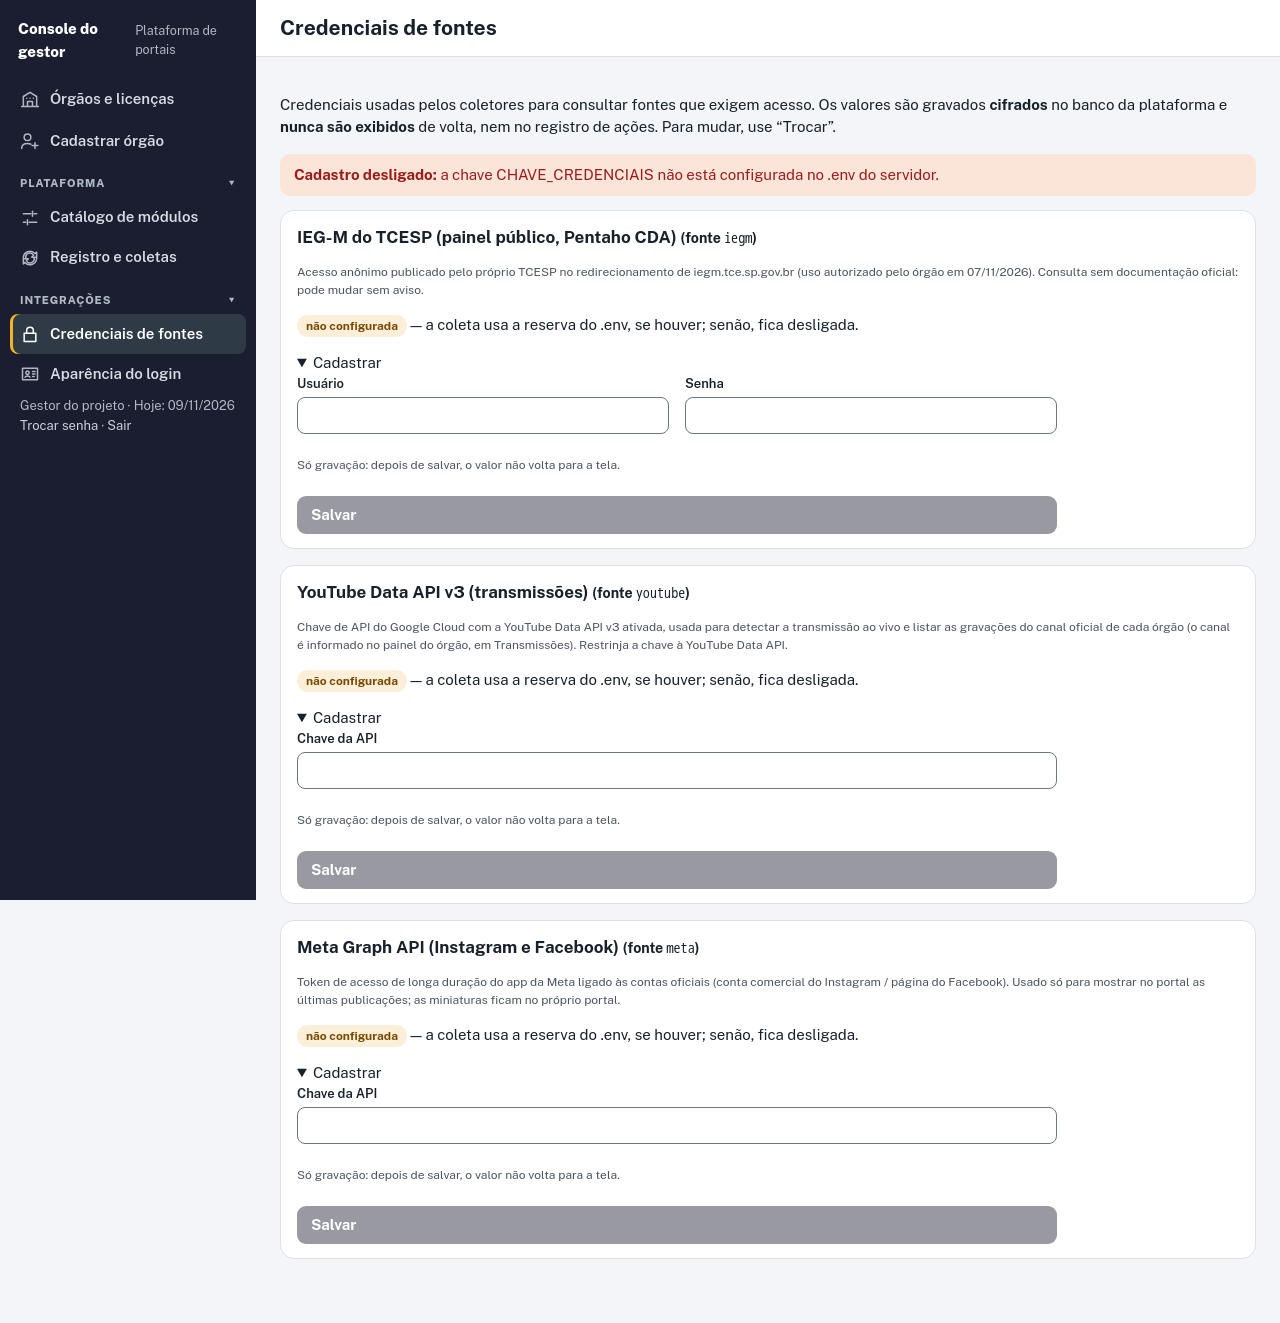 Console do gestor
Plataforma de portais
Órgãos e licenças
Cadastrar órgão
PLATAFORMA ▼
Catálogo de módulos
Registro e coletas
INTEGRAÇÕES ▼
Credenciais de fontes
Aparência do login
Gestor do projeto · Hoje: 09/11/2026
Trocar senha · Sair
Credenciais de fontes
Credenciais usadas pelos coletores para consultar fontes que exigem acesso. Os valores são gravados cifrados no banco da plataforma e
nunca são exibidos de volta, nem no registro de ações. Para mudar, use “Trocar”.
Cadastro desligado: a chave CHAVE_CREDENCIAIS não está configurada no .env do servidor.
IEG-M do TCESP (painel público, Pentaho CDA) (fonte iegm)
Acesso anônimo publicado pelo próprio TCESP no redirecionamento de iegm.tce.sp.gov.br (uso autorizado pelo órgão em 07/11/2026). Consulta sem documentação oficial:
pode mudar sem aviso.
não configurada — a coleta usa a reserva do .env, se houver; senão, fica desligada.
▼ Cadastrar
Usuário Senha
Só gravação: depois de salvar, o valor não volta para a tela.
Salvar
YouTube Data API v3 (transmissões) (fonte youtube)
Chave de API do Google Cloud com a YouTube Data API v3 ativada, usada para detectar a transmissão ao vivo e listar as gravações do canal oficial de cada órgão (o canal
é informado no painel do órgão, em Transmissões). Restrinja a chave à YouTube Data API.
não configurada — a coleta usa a reserva do .env, se houver; senão, fica desligada.
▼ Cadastrar
Chave da API
Só gravação: depois de salvar, o valor não volta para a tela.
Salvar
Meta Graph API (Instagram e Facebook) (fonte meta)
Token de acesso de longa duração do app da Meta ligado às contas oficiais (conta comercial do Instagram / página do Facebook). Usado só para mostrar no portal as
últimas publicações; as miniaturas ficam no próprio portal.
não configurada — a coleta usa a reserva do .env, se houver; senão, fica desligada.
▼ Cadastrar
Chave da API
Só gravação: depois de salvar, o valor não volta para a tela.
Salvar